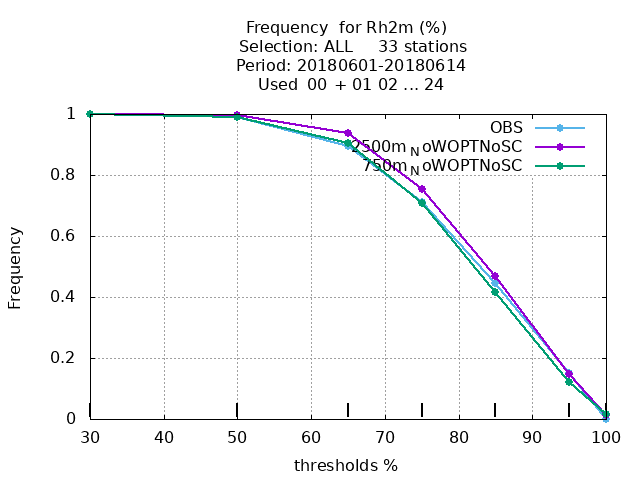 Frequency  for Rh2m (%)
Selection: ALL     33 stations
Period: 20180601-20180614
Used  00  + 01 02 ... 24
OBS
2500m_NoWOPTNoSC
750m_NoWOPTNoSC
1
0.8
0.6
0.4
0.2
0
Frequency
30 40 50 60 70 80 90 100
thresholds %